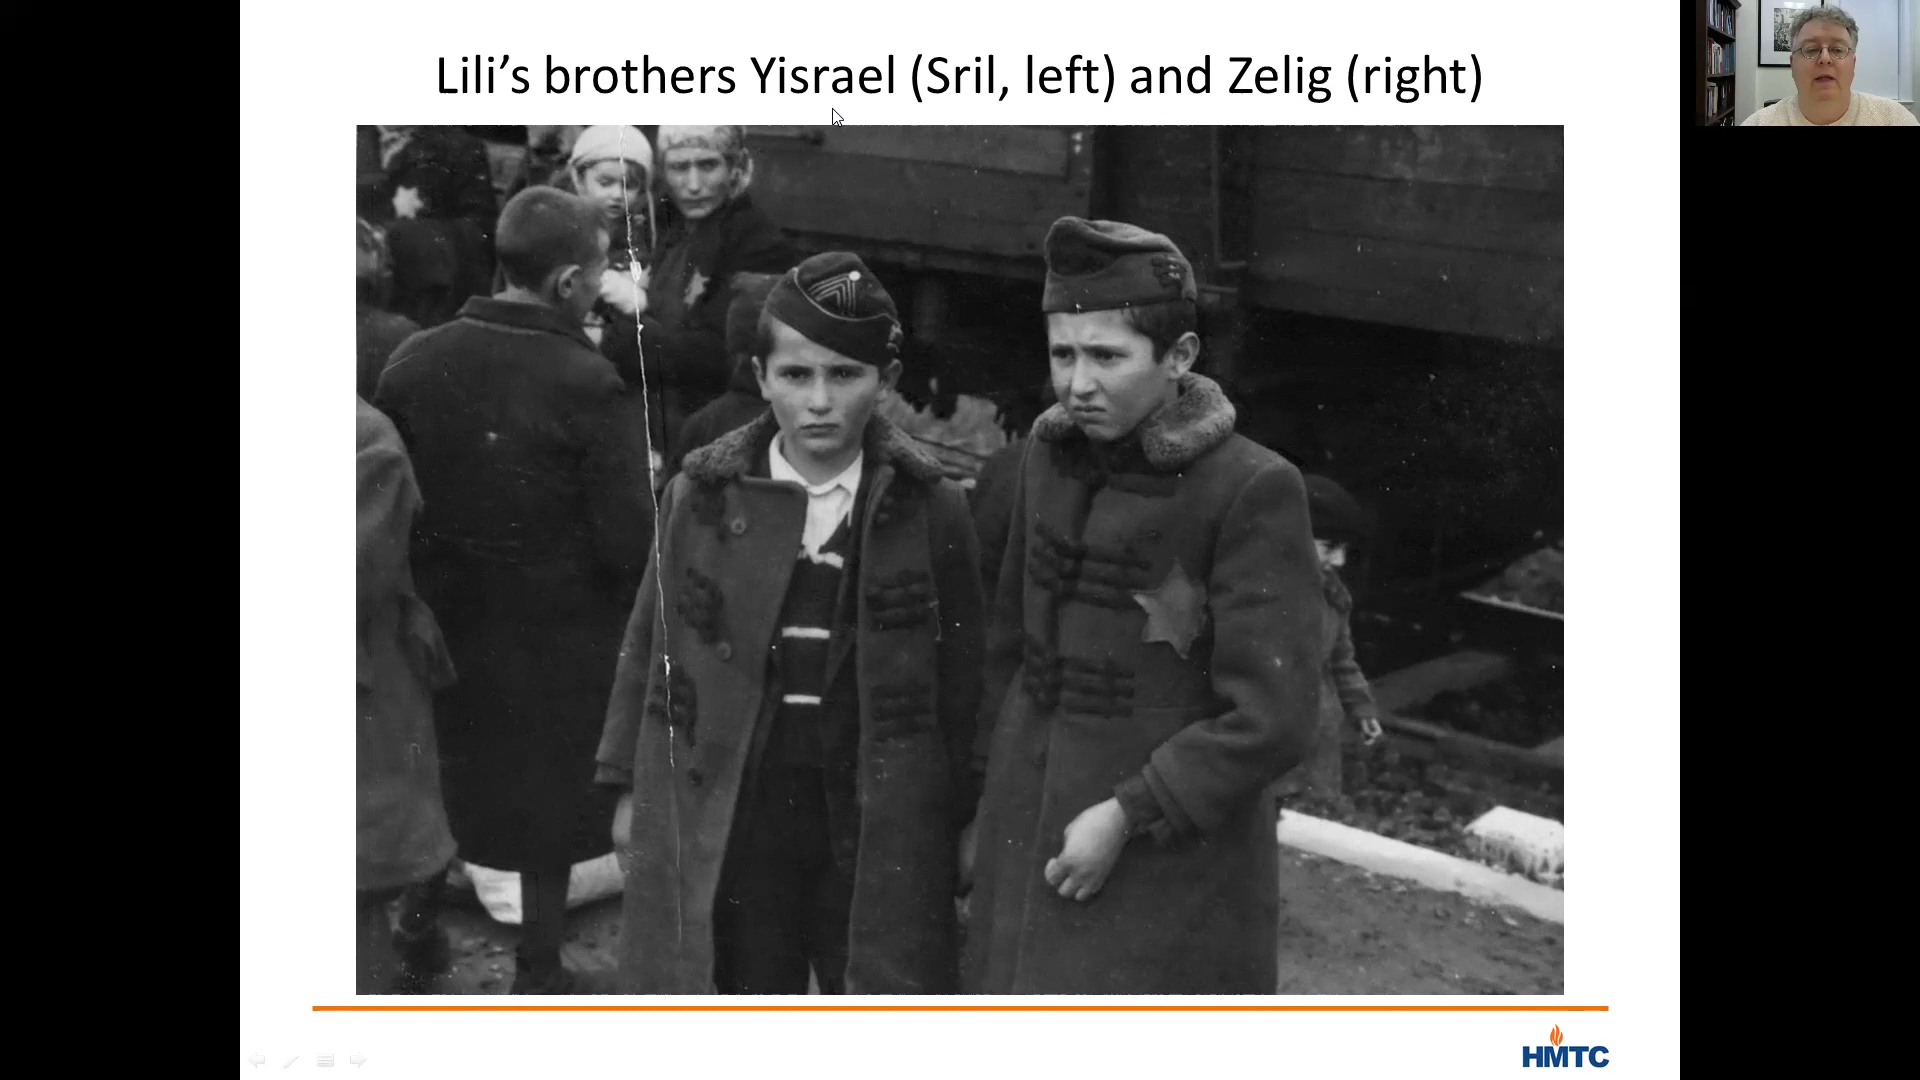 Lili’s brothers Yisrael (Sril, left) and Zelig (right)
HMTC